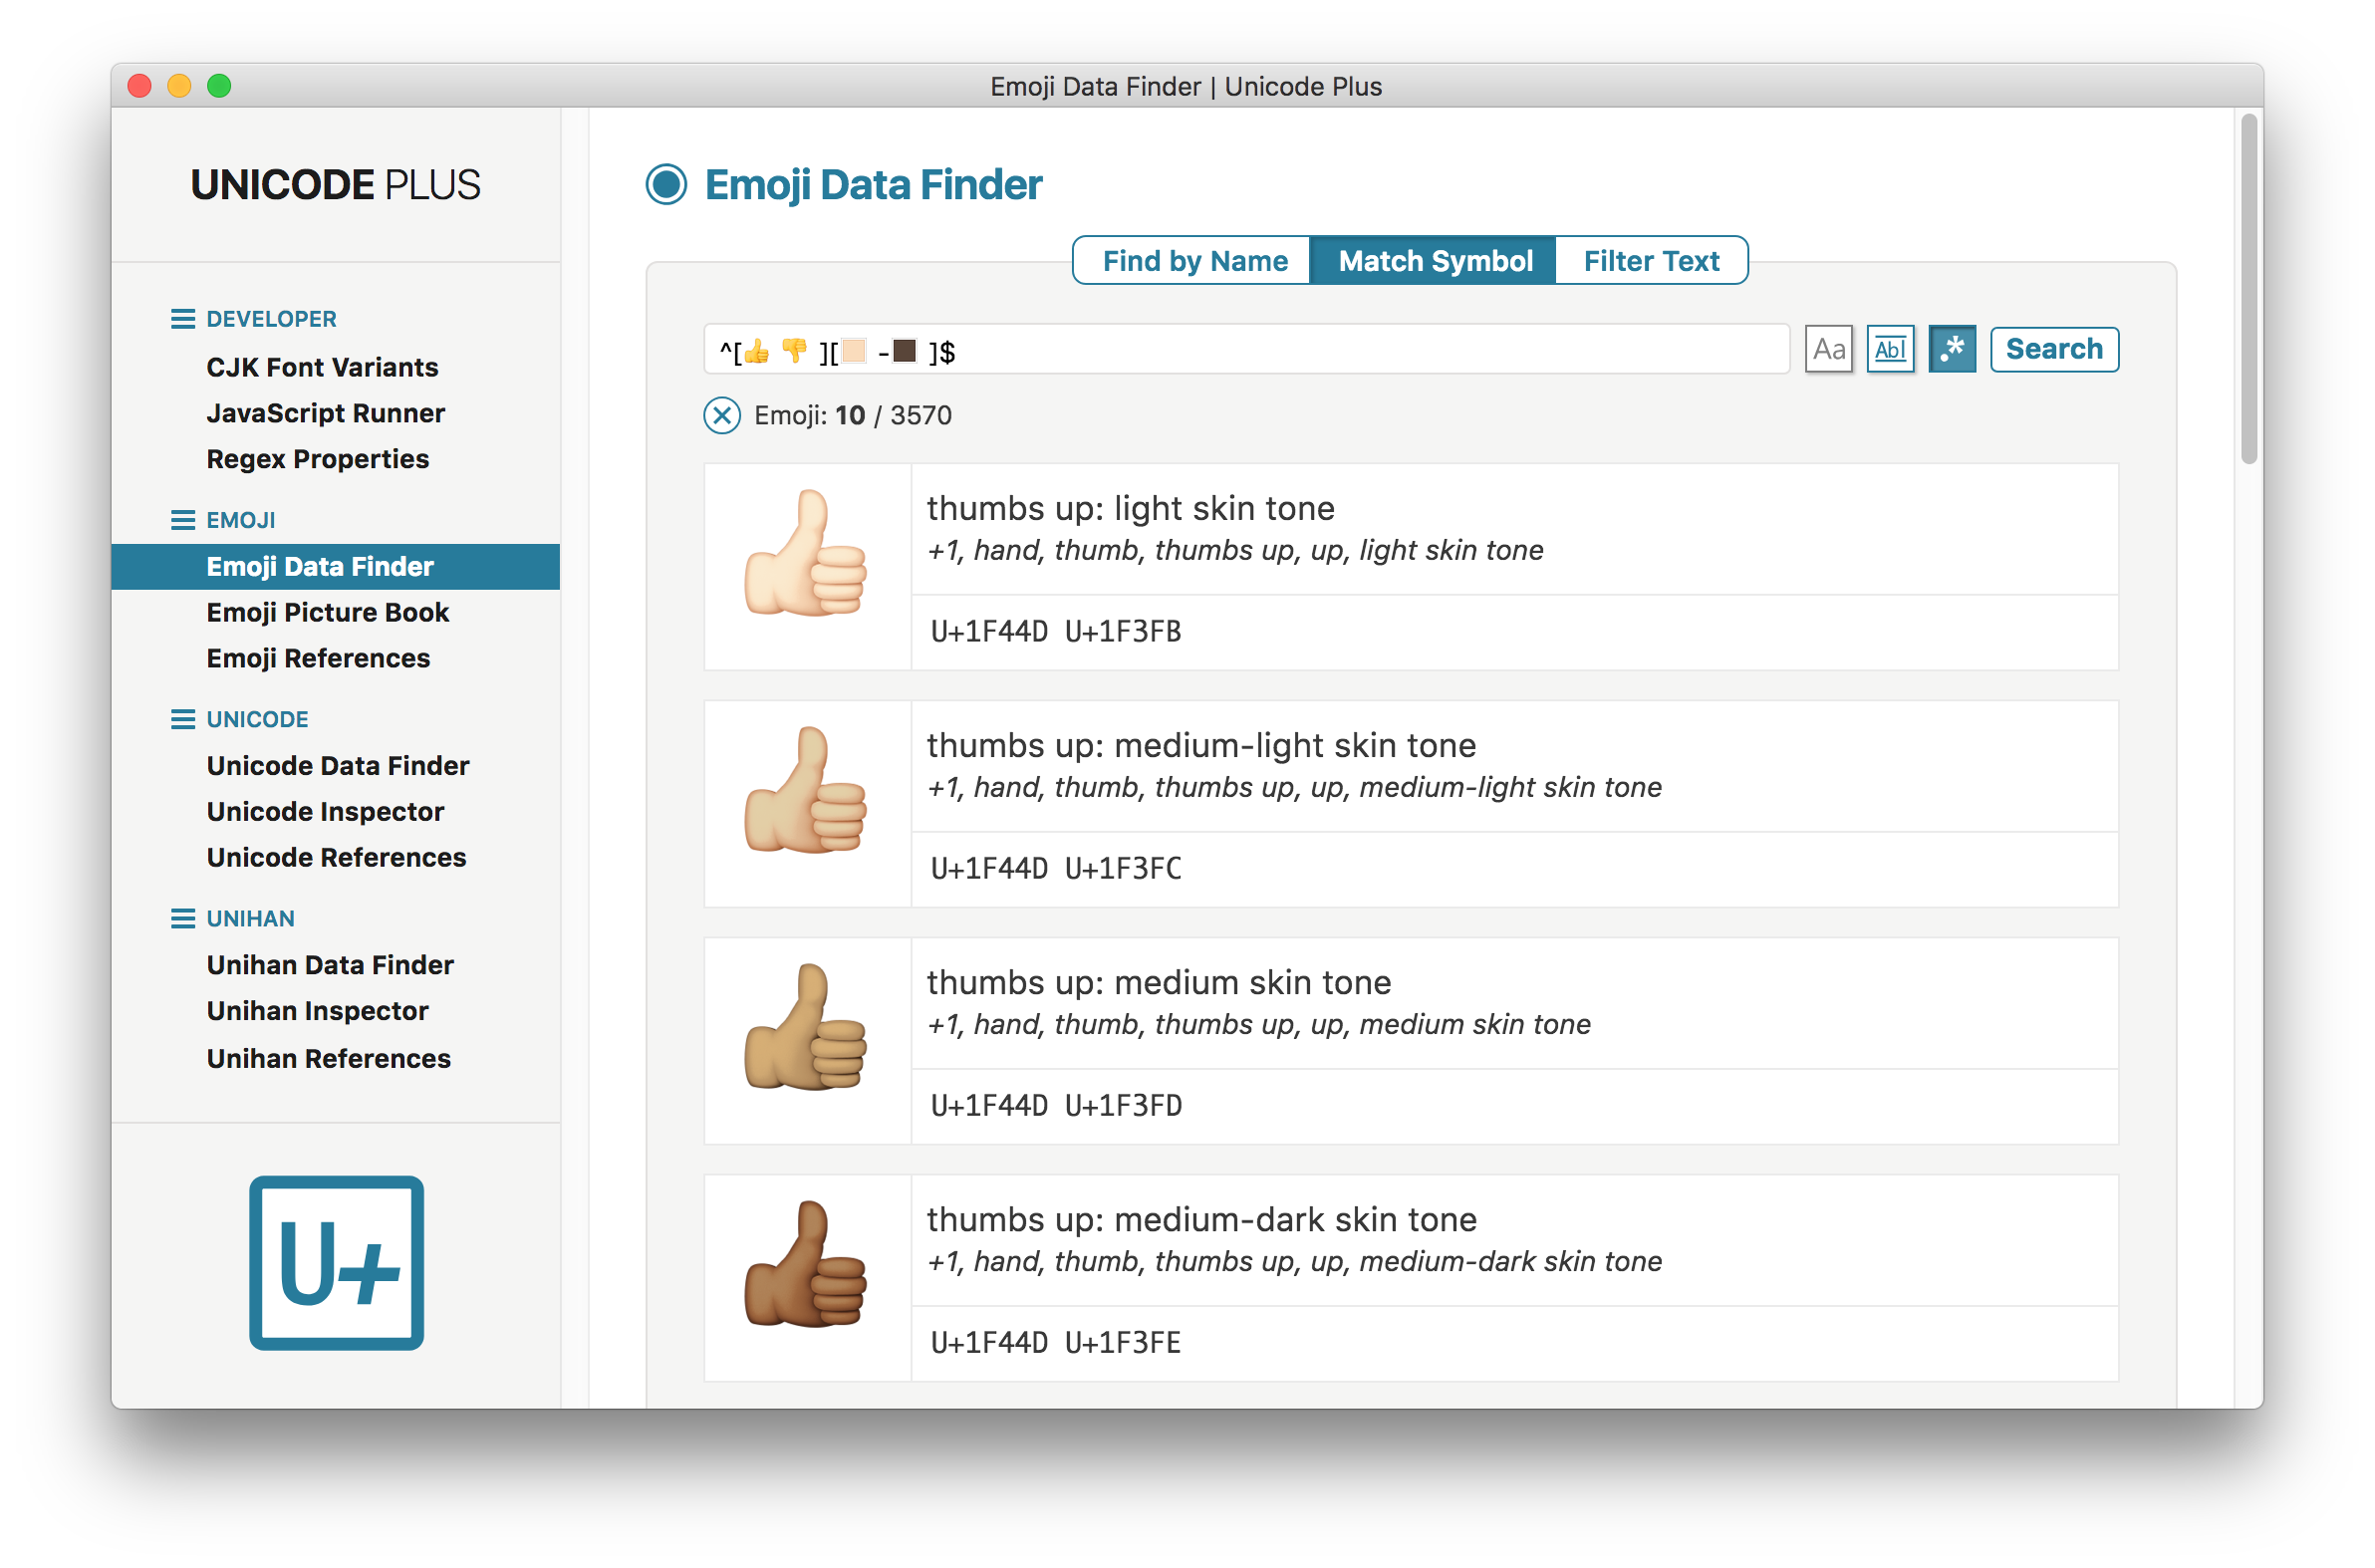 Emoji Data Finder | Unicode Plus
UNICODE PLUS
DEVELOPER
CJK Font Variants
JavaScript Runner
Regex Properties
EMOJI
Emoji Data Finder
Emoji Picture Book
Emoji References
UNICODE
Unicode Data Finder
Unicode Inspector
Unicode References
UNIHAN
Unihan Data Finder
Unihan Inspector
Unihan References
U+
Emoji Data Finder
Find by Name Match Symbol Filter Text
^[👍👎][🏻-🏿]$ Aa Abl .* Search
Emoji: 10 / 3570
thumbs up: light skin tone
+1, hand, thumb, thumbs up, up, light skin tone
U+1F44D U+1F3FB
thumbs up: medium-light skin tone
+1, hand, thumb, thumbs up, up, medium-light skin tone
U+1F44D U+1F3FC
thumbs up: medium skin tone
+1, hand, thumb, thumbs up, up, medium skin tone
U+1F44D U+1F3FD
thumbs up: medium-dark skin tone
+1, hand, thumb, thumbs up, up, medium-dark skin tone
U+1F44D U+1F3FE